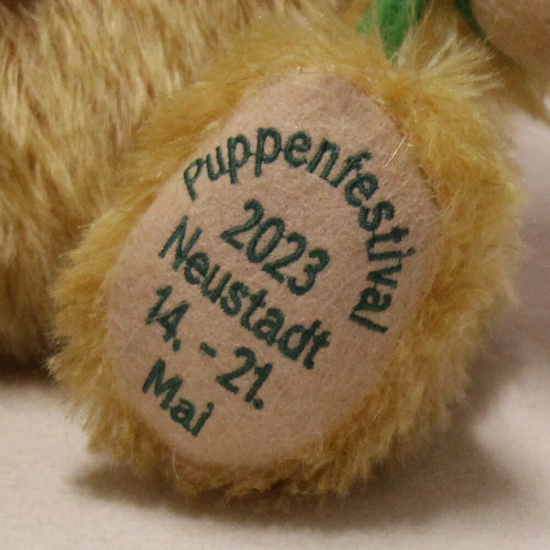 Puppenfestival
2023
Neustadt
14. - 21.
Mai